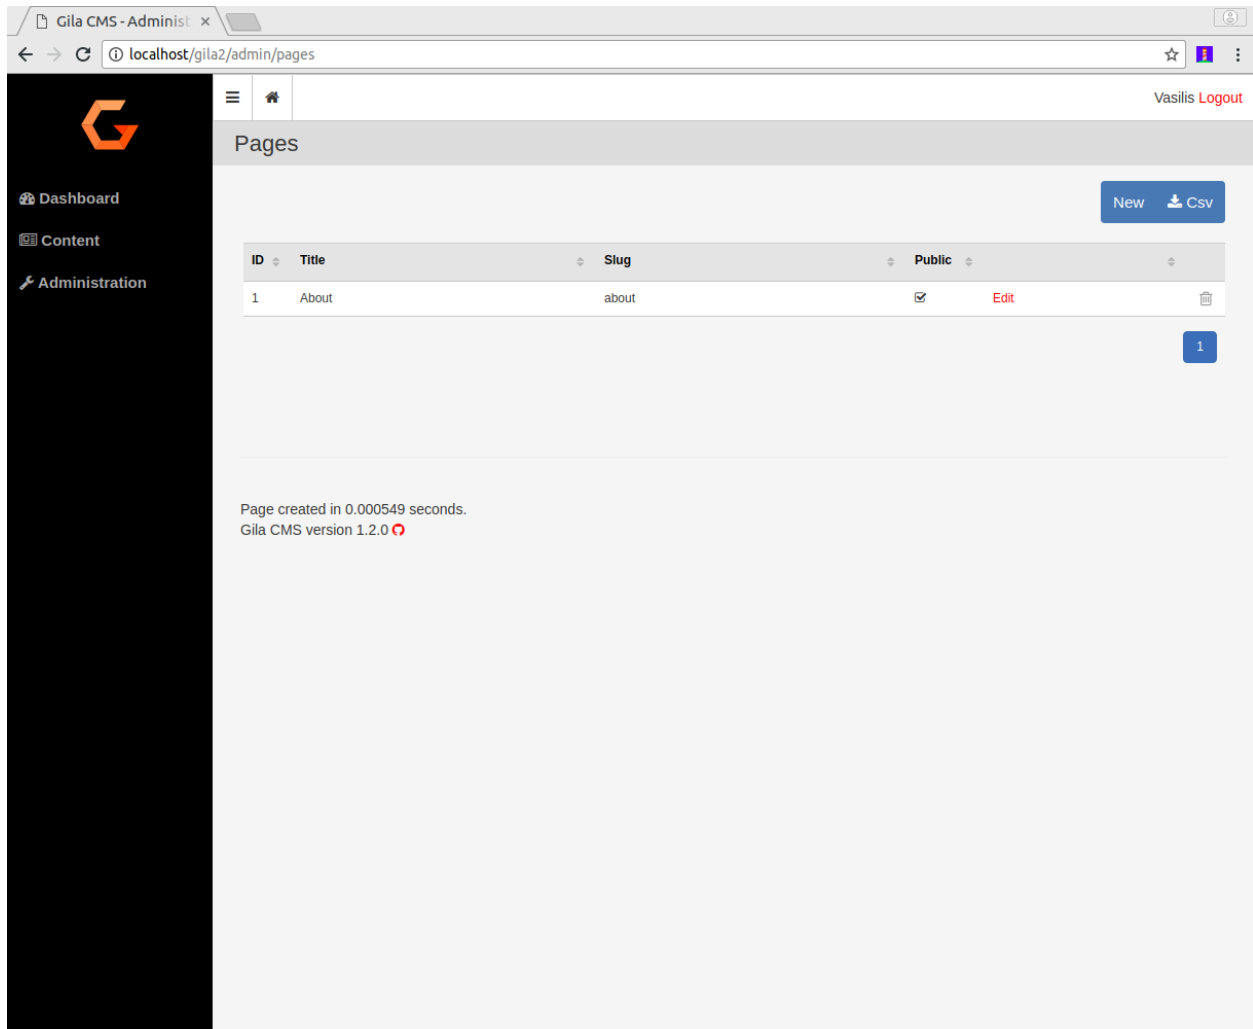 Gila CMS - Administ
localhost/gila2/admin/pages
Vasilis Logout
Pages
Dashboard
Content
Administration
New Csv
ID Title Slug Public
1 About about Edit
1
Page created in 0.000549 seconds.
Gila CMS version 1.2.0